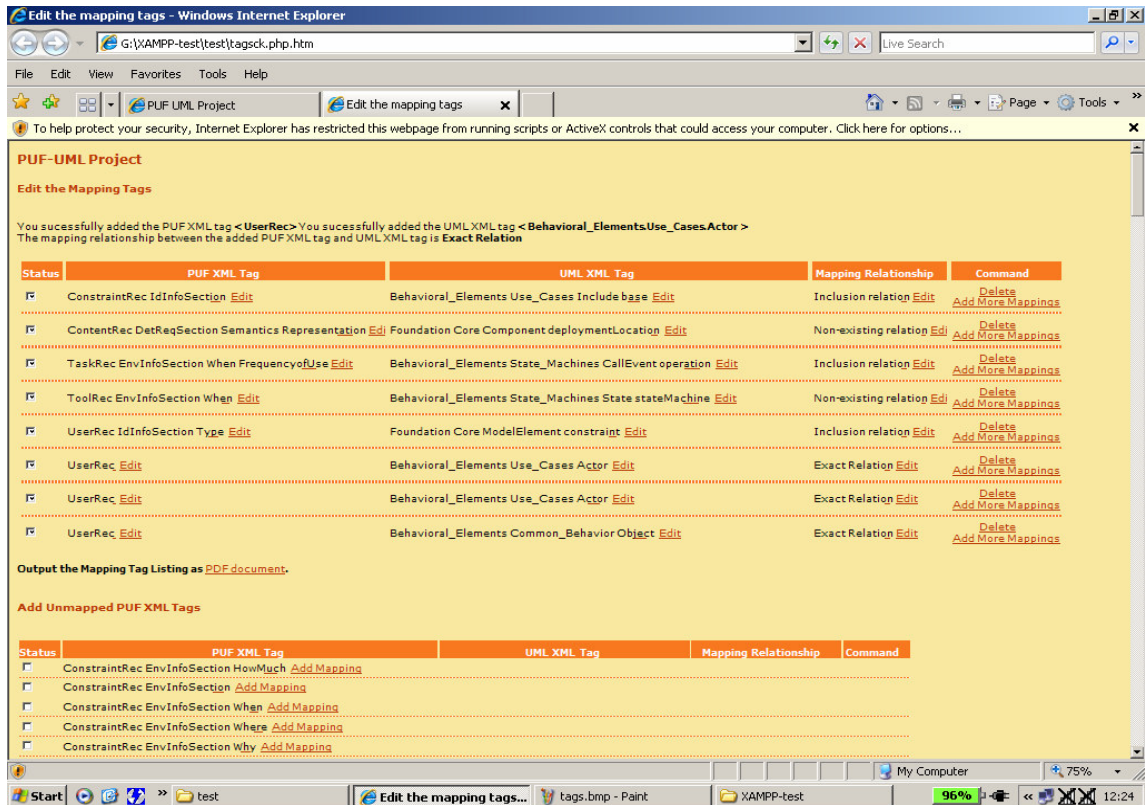 Edit the mapping tags - Windows Internet Explorer
G:\XAMPP-test\test\tagsck.php.htm
Live Search
File Edit View Favorites Tools Help
PUF UML Project
Edit the mapping tags
Page Tools »
To help protect your security, Internet Explorer has restricted this webpage from running scripts or ActiveX controls that could access your computer. Click here for options...
PUF-UML Project
Edit the Mapping Tags
You sucessfully added the PUF XML tag <UserRec> You sucessfully added the UML XML tag <Behavioral_Elements.Use_Cases.Actor >
The mapping relationship between the added PUF XML tag and UML XML tag is Exact Relation
Status PUF XML Tag UML XML Tag Mapping Relationship Command
ConstraintRec IdInfoSection Edit Behavioral_Elements Use_Cases Include base Edit Inclusion relation Edit Delete
Add More Mappings
ContentRec DetReqSection Semantics Representation Edi Foundation Core Component deploymentLocation Edit Non-existing relation Edi Delete
Add More Mappings
TaskRec EnvInfoSection When FrequencyofUse Edit Behavioral_Elements State_Machines CallEvent operation Edit Inclusion relation Edit Delete
Add More Mappings
ToolRec EnvInfoSection When Edit Behavioral_Elements State_Machines State stateMachine Edit Non-existing relation Edi Delete
Add More Mappings
UserRec IdInfoSection Type Edit Foundation Core ModelElement constraint Edit Inclusion relation Edit Delete
Add More Mappings
UserRec Edit Behavioral_Elements Use_Cases Actor Edit Exact Relation Edit Delete
Add More Mappings
UserRec Edit Behavioral_Elements Use_Cases Actor Edit Exact Relation Edit Delete
Add More Mappings
UserRec Edit Behavioral_Elements Common_Behavior Object Edit Exact Relation Edit Delete
Add More Mappings
Output the Mapping Tag Listing as PDF document.
Add Unmapped PUF XML Tags
Status PUF XML Tag UML XML Tag Mapping Relationship Command
ConstraintRec EnvInfoSection HowMuch Add Mapping
ConstraintRec EnvInfoSection Add Mapping
ConstraintRec EnvInfoSection When Add Mapping
ConstraintRec EnvInfoSection Where Add Mapping
ConstraintRec EnvInfoSection Why Add Mapping
My Computer 75%
Start » test Edit the mapping tags... tags.bmp - Paint XAMPP-test 96% « 12:24